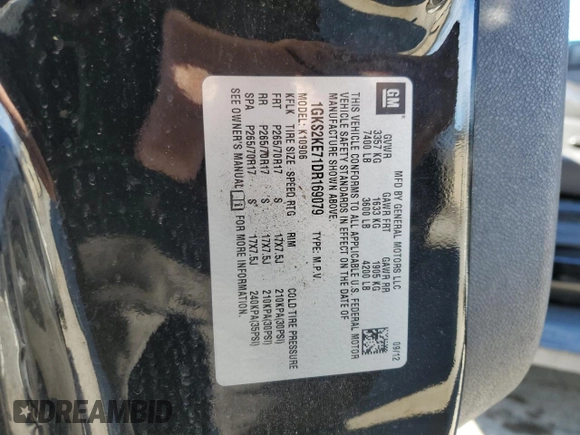 GM
MFD BY GENERAL MOTORS LLC
09/12
GVWR GAWR FRT GAWR RR
3357 KG 1633 KG 1905 KG
7400 LB 3600 LB 4200 LB
THIS VEHICLE CONFORMS TO ALL APPLICABLE U.S. FEDERAL MOTOR
VEHICLE SAFETY STANDARDS IN EFFECT ON THE DATE OF
MANUFACTURE SHOWN ABOVE.
1GKS2KE71DR169079 TYPE: M.P.V.
MODEL: K10906
KFLK TIRE SIZE SPEED RTG RIM COLD TIRE PRESSURE
FRT P265/70R17 S 17X7.5J 210KPA(30PSI)
RR P265/70R17 S 17X7.5J 210KPA(30PSI)
SPA P265/70R17 S 17X7.5J 240KPA(35PSI)
SEE OWNER'S MANUAL FOR MORE INFORMATION.
DREAMBID